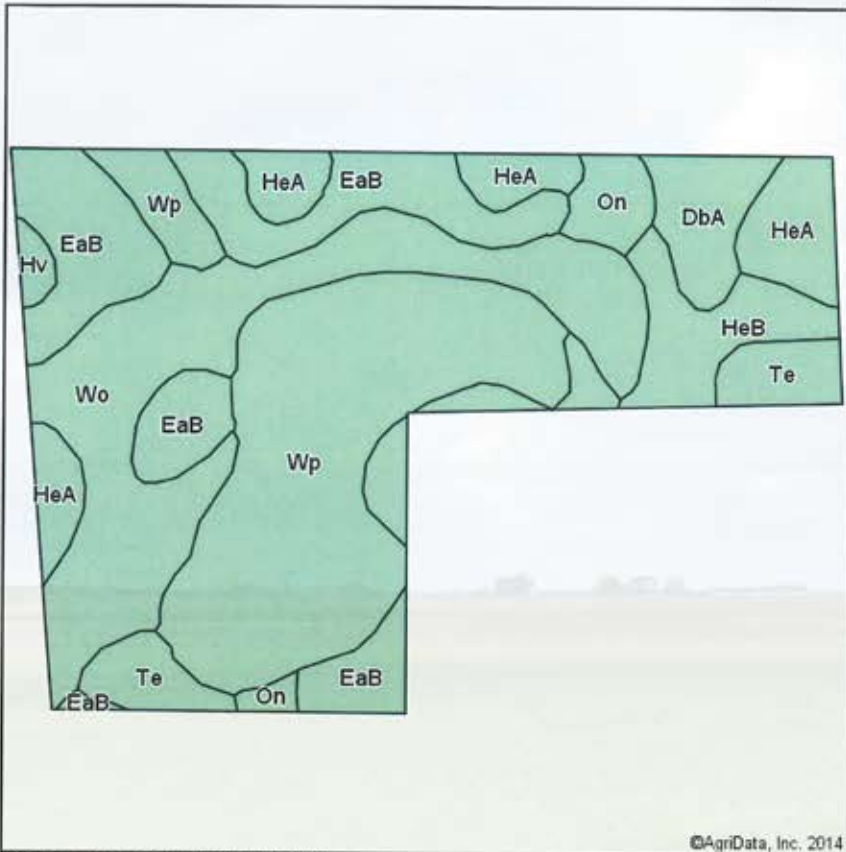 HeA
EaB
HeA
Wp
On
DbA
HeA
EaB
Hv
HeB
Te
Wo
EaB
Wp
HeA
Te
EaB
On
EaB
©AgriData, Inc. 2014